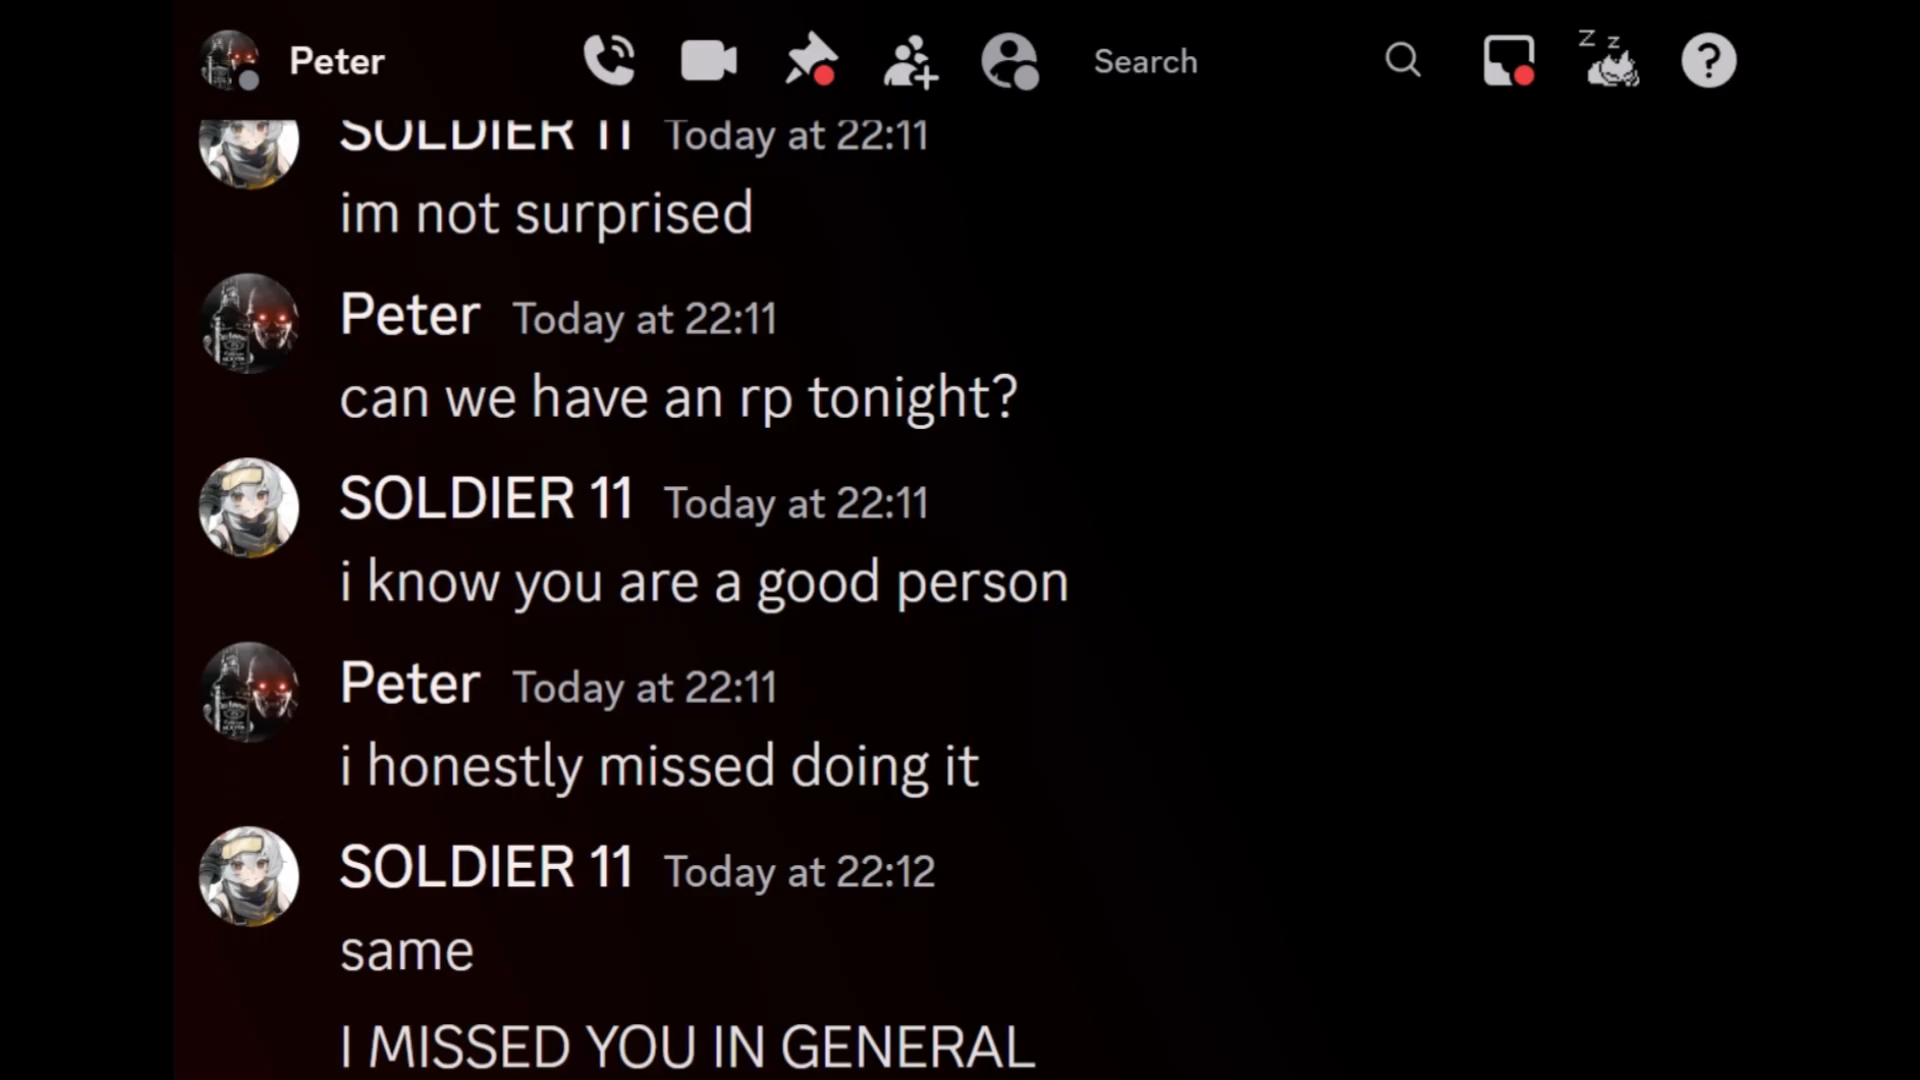 Peter
Search
z z
SOLDIER 11 Today at 22:11
im not surprised
Peter Today at 22:11
can we have an rp tonight?
SOLDIER 11 Today at 22:11
i know you are a good person
Peter Today at 22:11
i honestly missed doing it
SOLDIER 11 Today at 22:12
same
I MISSED YOU IN GENERAL